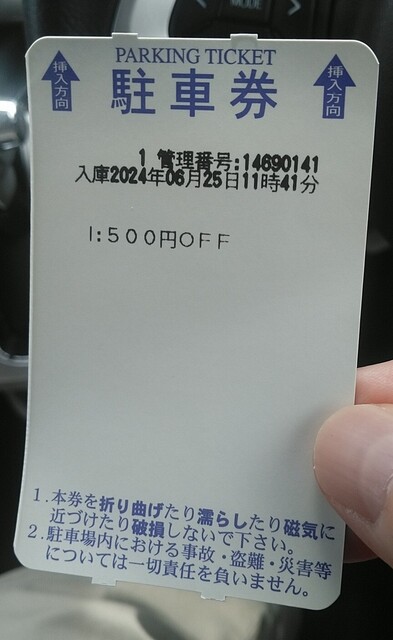 MODE
PARKING TICKET
挿入方向 駐車券 挿入方向
1 管理番号:14690141
入庫2024年06月25日11時41分
1:500円OFF
1.本券を折り曲げたり濡らしたり磁気に
近づけたり破損しないで下さい。
2.駐車場内における事故・盗難・災害等
については一切責任を負いません。